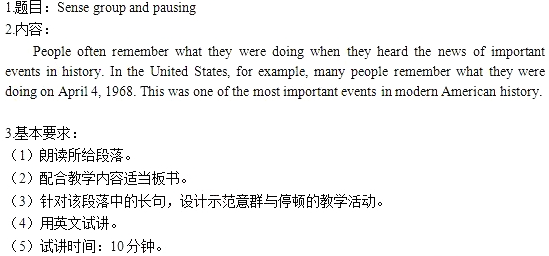 1.题目：Sense group and pausing
2.内容：
People often remember what they were doing when they heard the news of important
events in history. In the United States, for example, many people remember what they were
doing on April 4, 1968. This was one of the most important events in modern American history.
3.基本要求：
（1）朗读所给段落。
（2）配合教学内容适当板书。
（3）针对该段落中的长句，设计示范意群与停顿的教学活动。
（4）用英文试讲。
（5）试讲时间：10分钟。